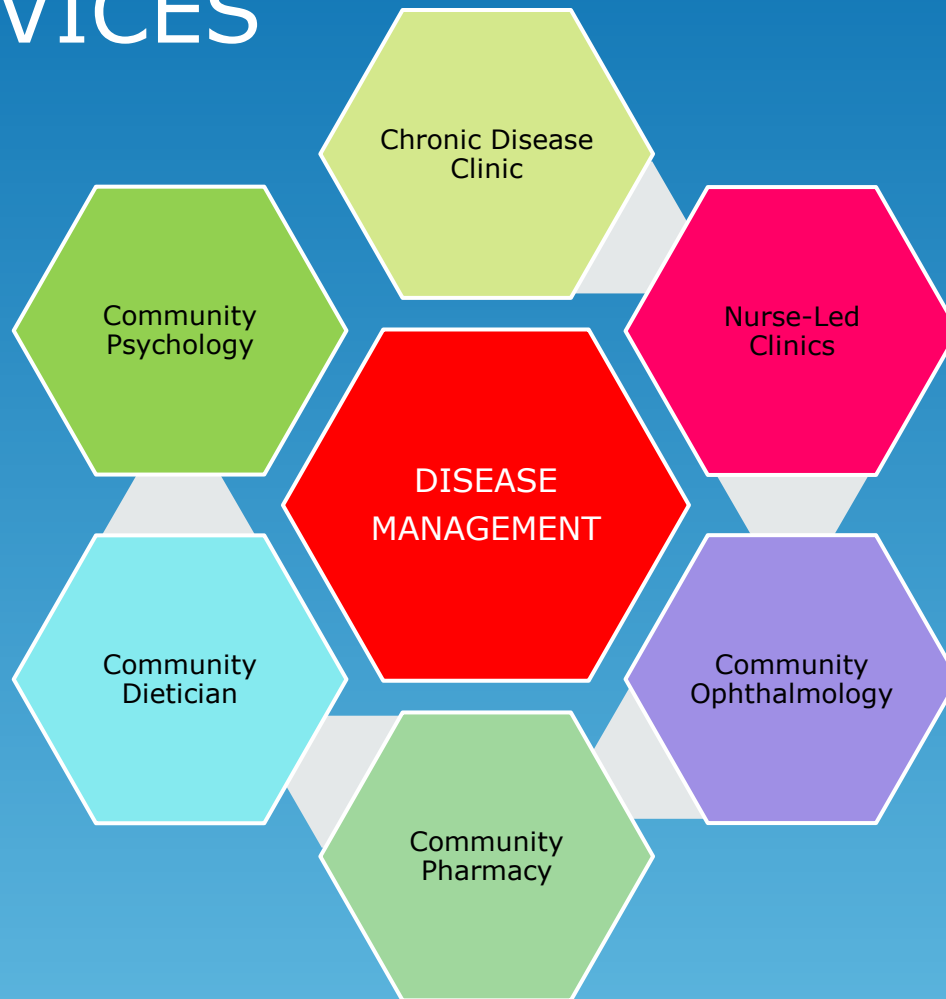 VICES
Chronic Disease
Clinic
Community
Psychology
Nurse-Led
Clinics
DISEASE
MANAGEMENT
Community
Dietician
Community
Ophthalmology
Community
Pharmacy